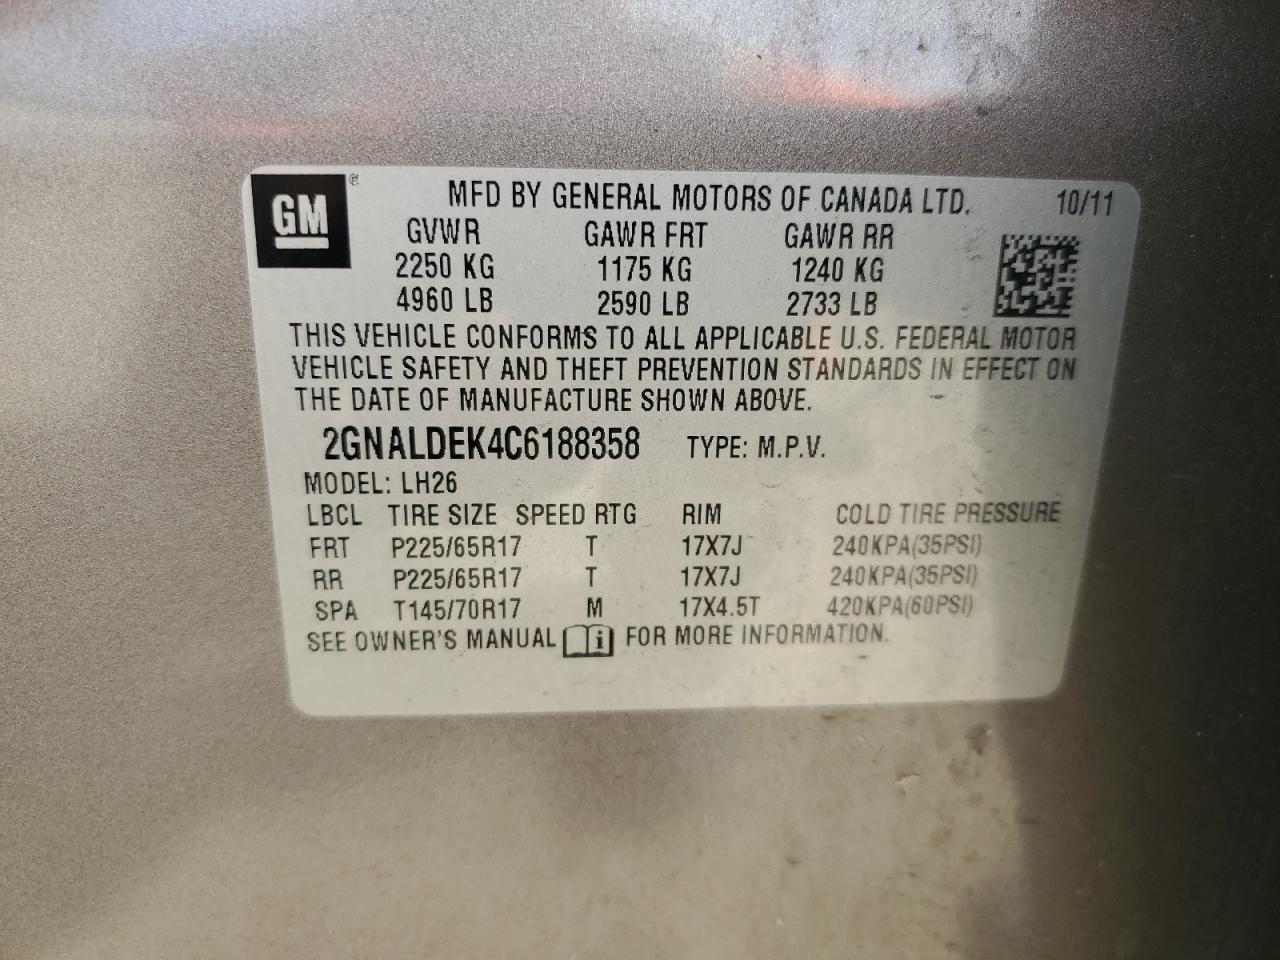 GM ® MFD BY GENERAL MOTORS OF CANADA LTD. 10/11
GVWR GAWR FRT GAWR RR
2250 KG 1175 KG 1240 KG
4960 LB 2590 LB 2733 LB
THIS VEHICLE CONFORMS TO ALL APPLICABLE U.S. FEDERAL MOTOR
VEHICLE SAFETY AND THEFT PREVENTION STANDARDS IN EFFECT ON
THE DATE OF MANUFACTURE SHOWN ABOVE.
2GNALDEK4C6188358 TYPE: M.P.V.
MODEL: LH26
LBCL TIRE SIZE SPEED RTG RIM COLD TIRE PRESSURE
FRT P225/65R17 T 17X7J 240KPA(35PSI)
RR P225/65R17 T 17X7J 240KPA(35PSI)
SPA T145/70R17 M 17X4.5T 420KPA(60PSI)
SEE OWNER'S MANUAL i FOR MORE INFORMATION.